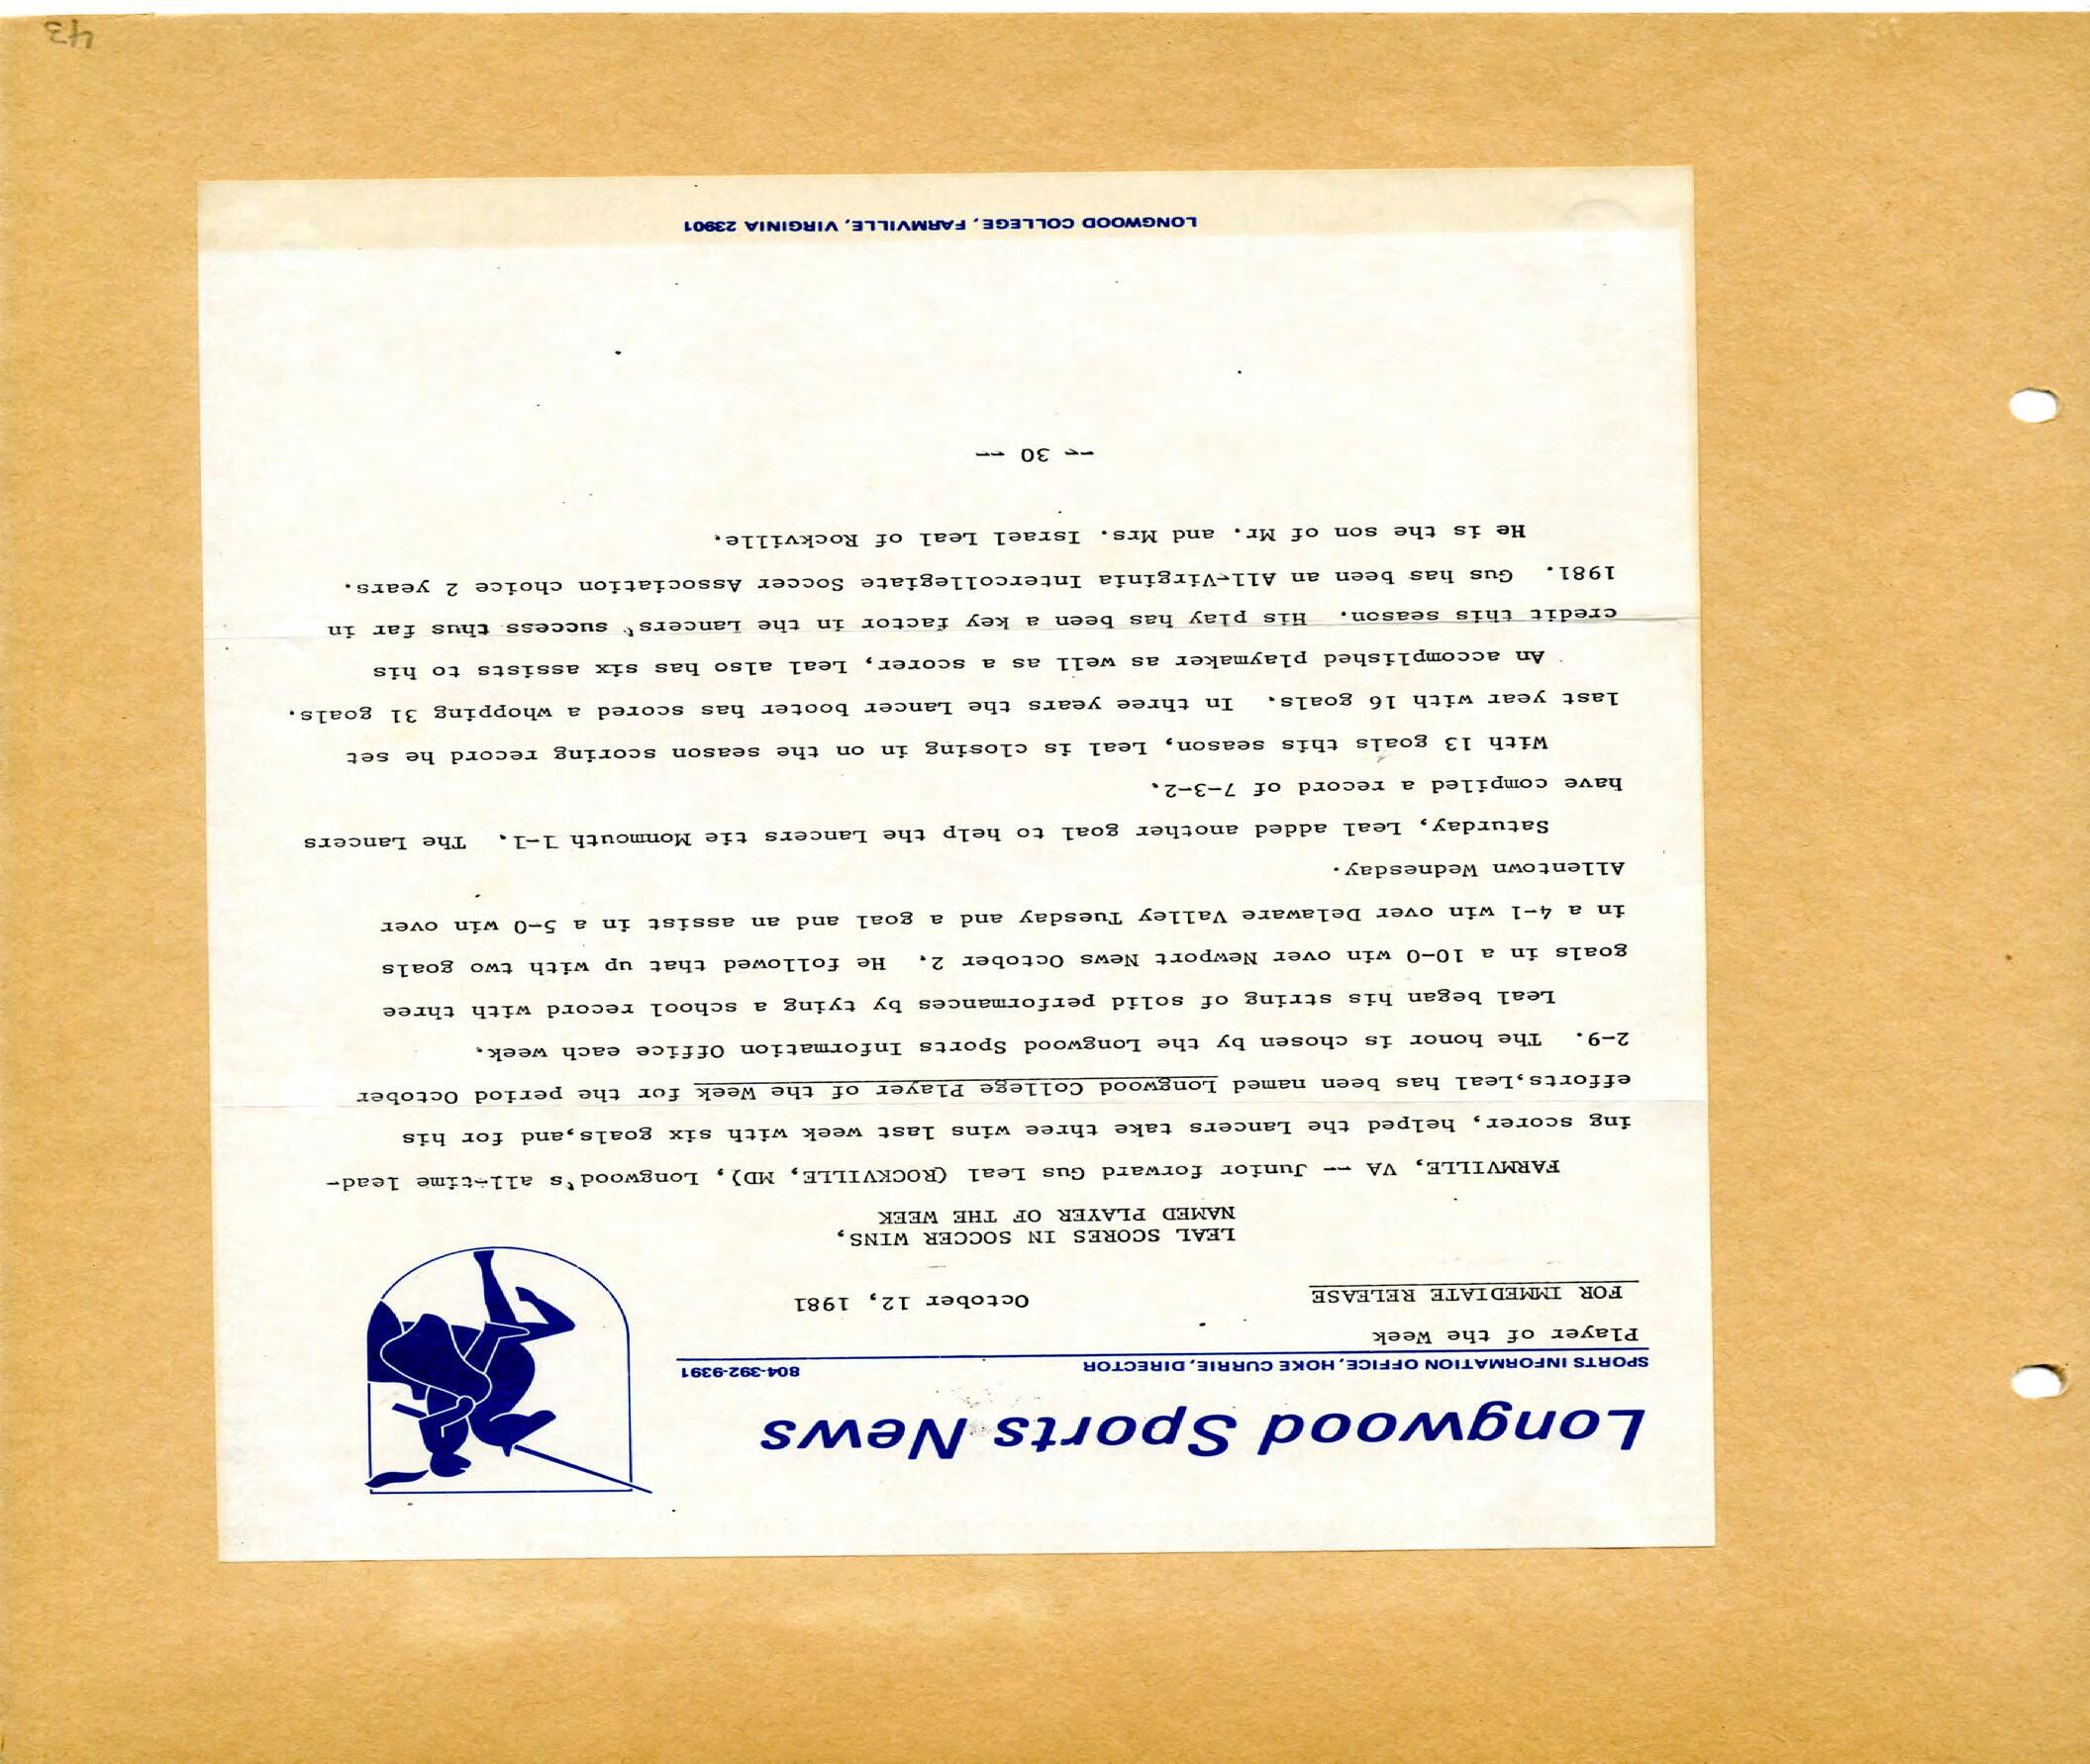 Longwood Sports News
SPORTS INFORMATION OFFICE, HOKE CURRIE, DIRECTOR 804-392-9391
Player of the Week
FOR IMMEDIATE RELEASE October 12, 1981
LEAL SCORES IN SOCCER WINS,
NAMED PLAYER OF THE WEEK
FARMVILLE, VA -- Junior forward Gus Leal (ROCKVILLE, MD), Longwood's all-time lead-
ing scorer, helped the Lancers take three wins last week with six goals,and for his
efforts,Leal has been named Longwood College Player of the Week for the period October
2-9. The honor is chosen by the Longwood Sports Information Office each week.
Leal began his string of solid performances by tying a school record with three
goals in a 10-0 win over Newport News October 2. He followed that up with two goals
in a 4-1 win over Delaware Valley Tuesday and a goal and an assist in a 5-0 win over
Allentown Wednesday.
Saturday, Leal added another goal to help the Lancers tie Monmouth 1-1. The Lancers
have compiled a record of 7-3-2.
With 13 goals this season, Leal is closing in on the season scoring record he set
last year with 16 goals. In three years the Lancer booter has scored a whopping 31 goals.
An accomplished playmaker as well as a scorer, Leal also has six assists to his
credit this season. His play has been a key factor in the Lancers' success thus far in
1981. Gus has been an All-Virginia Intercollegiate Soccer Association choice 2 years.
He is the son of Mr. and Mrs. Israel Leal of Rockville.
-- 30 --
LONGWOOD COLLEGE, FARMVILLE, VIRGINIA 23901
43